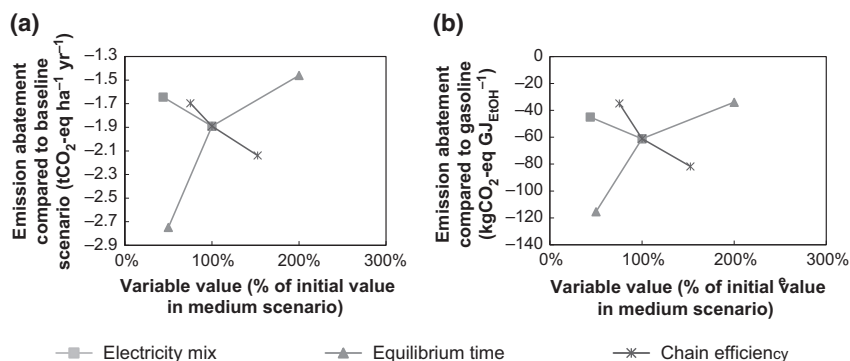 (a)
Emission abatement
compared to baseline
scenario (tCO₂-eq ha⁻¹ yr⁻¹)
–1.3
–1.5
–1.7
–1.9
–2.1
–2.3
–2.5
–2.7
–2.9
0%
100%
200%
300%
Variable value (% of initial value
in medium scenario)
(b)
Emission abatement
compared to gasoline
(kgCO₂-eq GJEtOH⁻¹)
0
–20
–40
–60
–80
–100
–120
–140
0%
100%
200%
300%
Variable value (% of initial value
in medium scenario)
Electricity mix
Equilibrium time
Chain efficiency